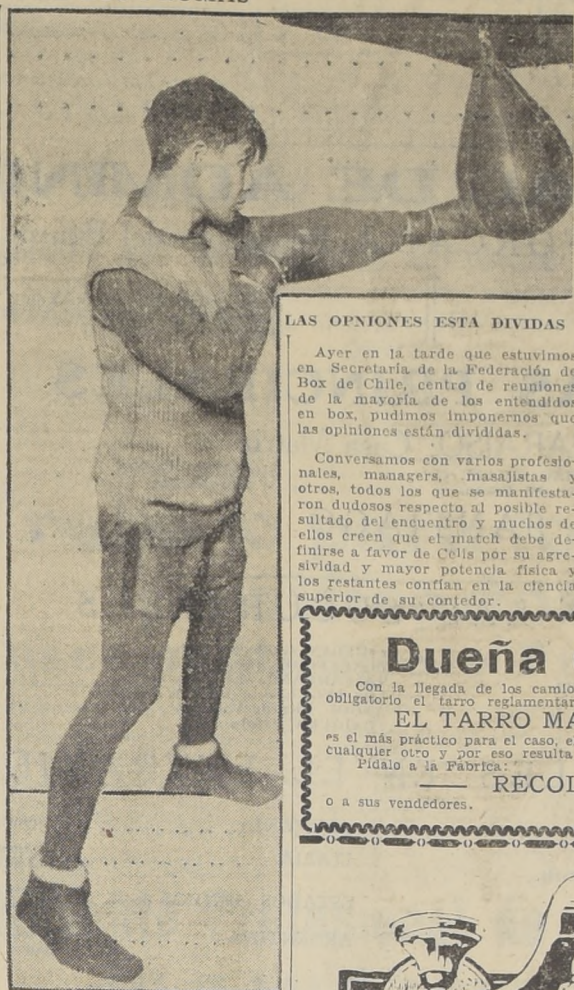 LAS OPNIONES ESTA DIVIDAS
Ayer en la tarde que estuvimos
en Secretaría de la Federación de
Box de Chile, centro de reuniones
de la mayoría de los entendidos
en box, pudimos imponernos que
las opiniones están divididas.
Conversamos con varios profesio-
nales, managers, masajistas y
otros, todos los que se manifesta-
ron dudosos respecto al posible re-
sultado del encuentro y muchos de
ellos creen que el match debe de-
finirse a favor de Celis por su agre-
sividad y mayor potencia física y
los restantes confían en la ciencia
superior de su contedor.
Dueña
Con la llegada de los camio
obligatorio el tarro reglamentar
EL TARRO MA
es el más práctico para el caso, e
cualquier otro y por eso resulta
Pídalo a la Fábrica:
— RECOL
o a sus vendedores.